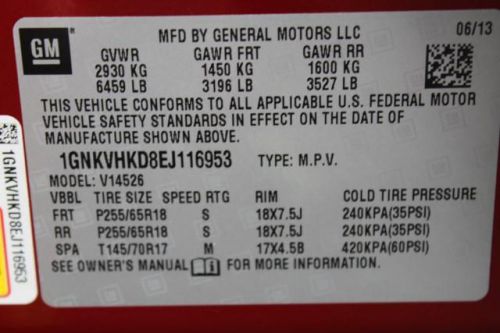 GM
MFD BY GENERAL MOTORS LLC
06/13
GVWR GAWR FRT GAWR RR
2930 KG 1450 KG 1600 KG
6459 LB 3196 LB 3527 LB
THIS VEHICLE CONFORMS TO ALL APPLICABLE U.S. FEDERAL MOTOR
VEHICLE SAFETY STANDARDS IN EFFECT ON THE DATE OF
MANUFACTURE SHOWN ABOVE.
1GNKVHKD8EJ116953 TYPE: M.P.V.
MODEL: V14526
VBBL TIRE SIZE SPEED RTG RIM COLD TIRE PRESSURE
FRT P255/65R18 S 18X7.5J 240KPA(35PSI)
RR P255/65R18 S 18X7.5J 240KPA(35PSI)
SPA T145/70R17 M 17X4.5B 420KPA(60PSI)
SEE OWNER'S MANUAL FOR MORE INFORMATION.
1GNKVHKD8EJ116953